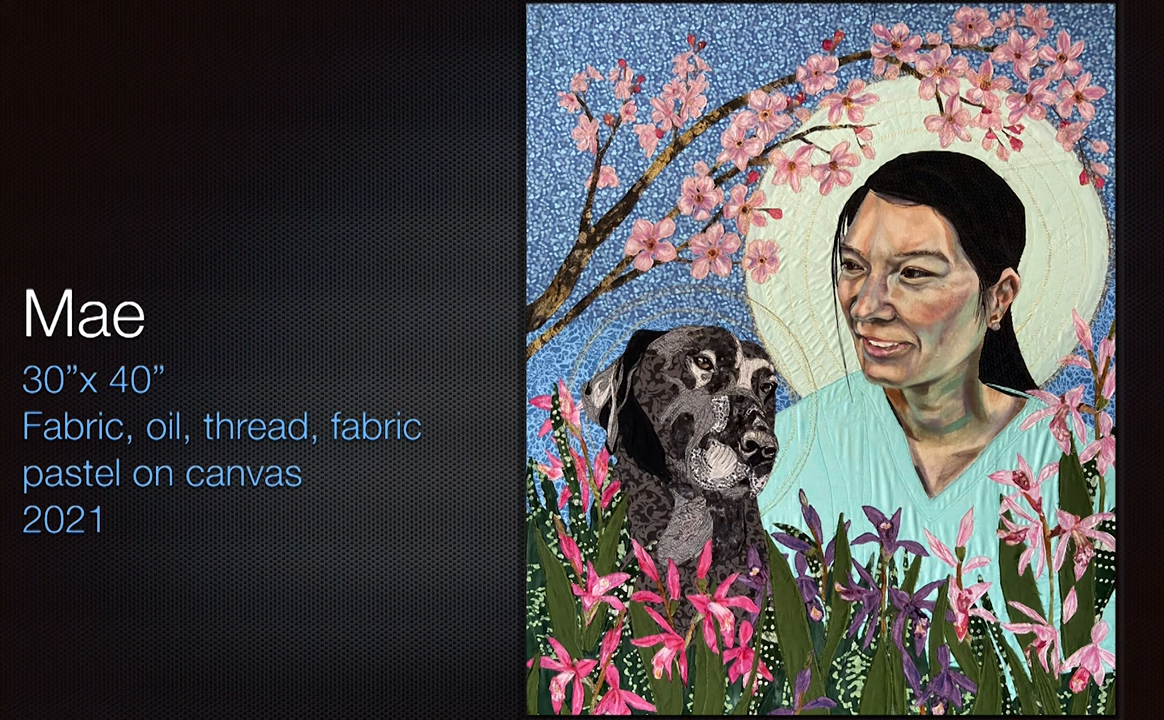 Mae
30”x 40”
Fabric, oil, thread, fabric
pastel on canvas
2021